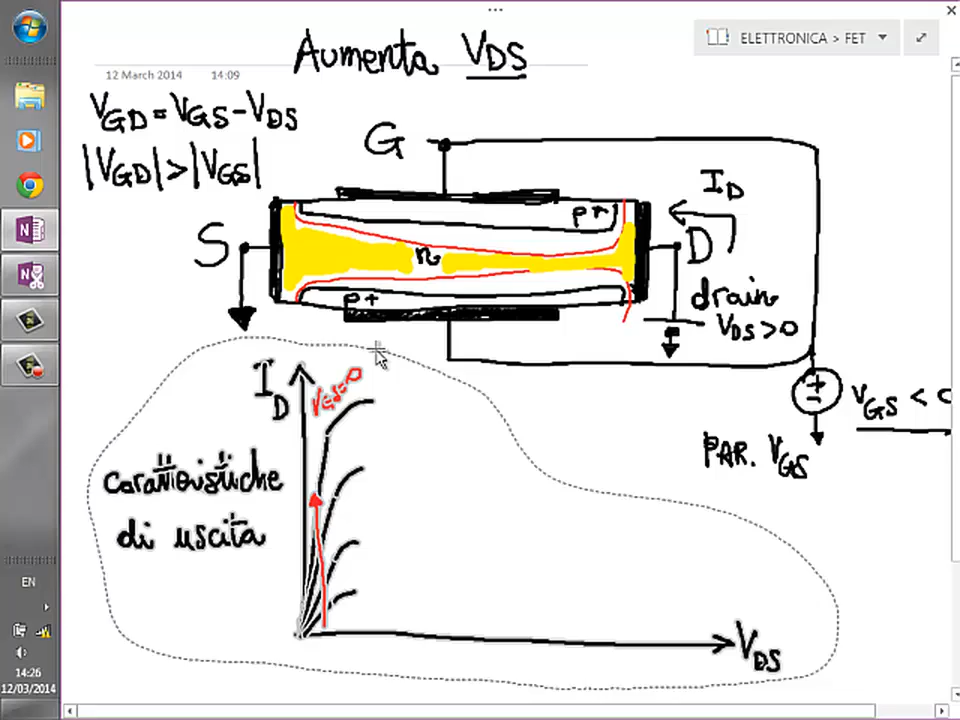 ELETTRONICA > FET
Aumenta VDS
12 March 2014 14:09
VGD = VGS - VDS
|VGD| > |VGS|
G
ID
p+
S
n
D
p+
drain
VDS > 0
+
-
VGS < 0
PAR. VGS
ID
VGS=0
caratteristiche
di uscita
VDS
EN
14:26
12/03/2014